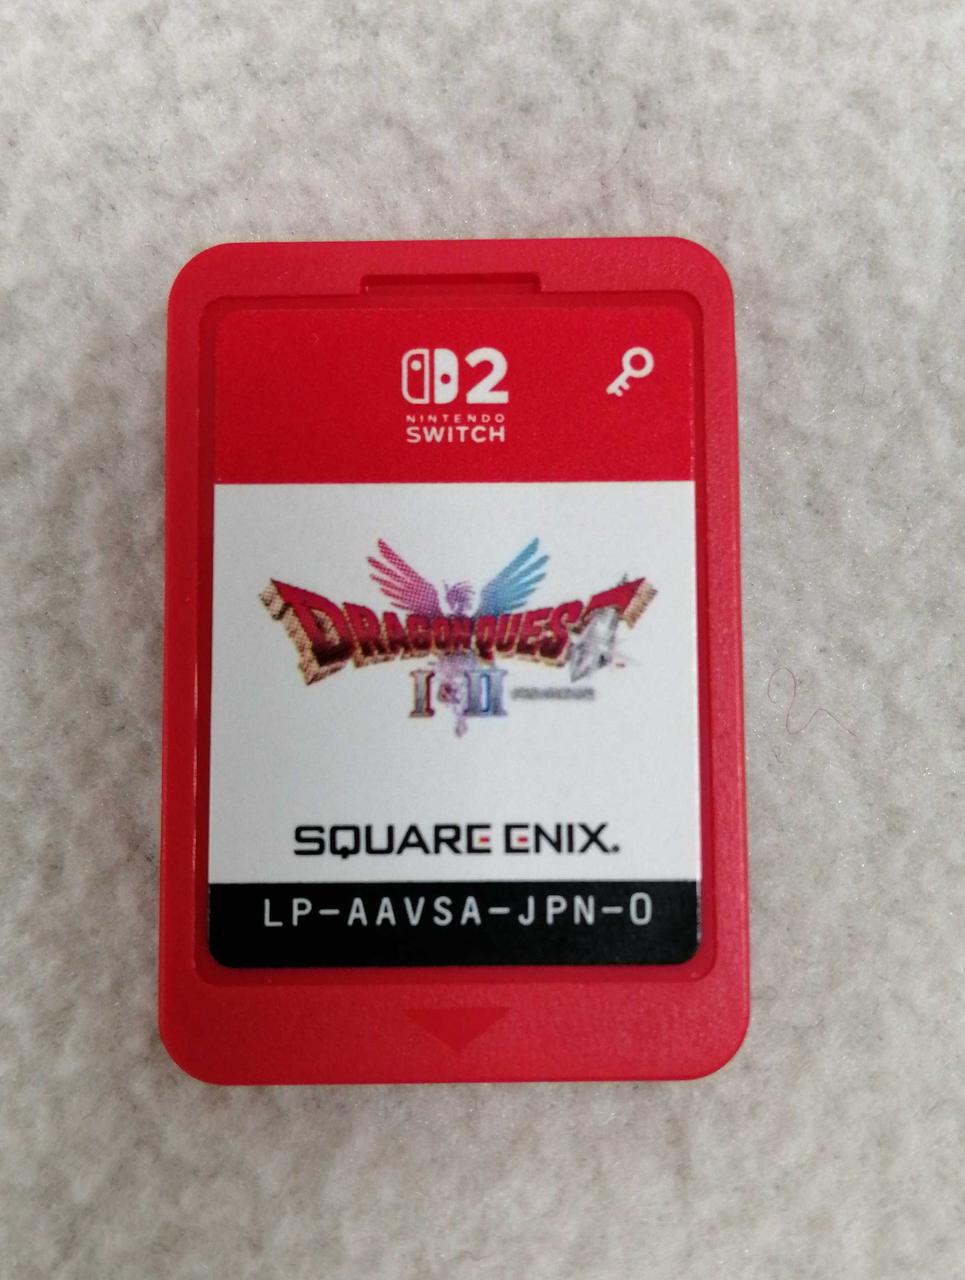 2
NINTENDO
SWITCH
DRAGON QUEST
I & II
SQUARE ENIX.
LP-AAVSA-JPN-0